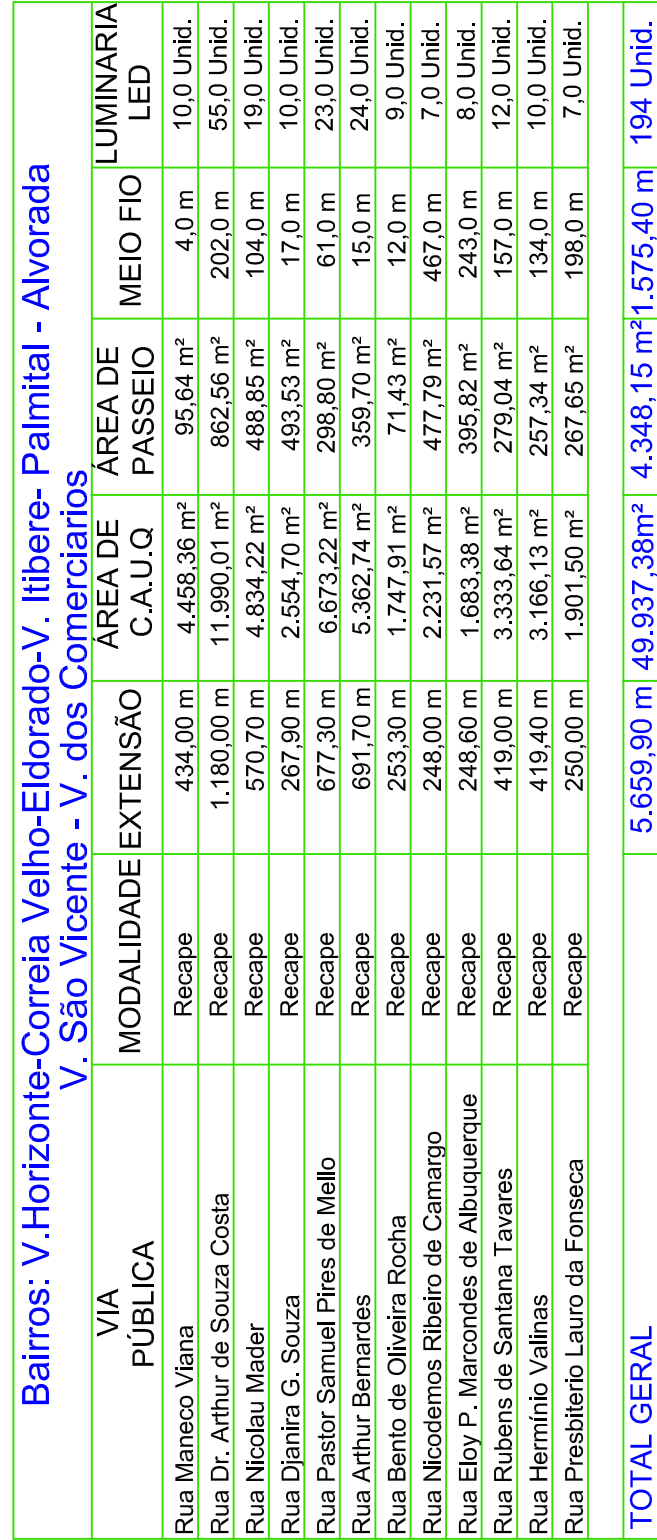 Bairros: V.Horizonte-Correia Velho-Eldorado-V. Itibere- Palmital - Alvorada
V. São Vicente - V. dos Comerciarios
VIA PÚBLICA MODALIDADE EXTENSÃO ÁREA DE C.A.U.Q ÁREA DE PASSEIO MEIO FIO LUMINARIA LED
Rua Maneco Viana Recape 434,00 m 4.458,36 m² 95,64 m² 4,0 m 10,0 Unid.
Rua Dr. Arthur de Souza Costa Recape 1.180,00 m 11.990,01 m² 862,56 m² 202,0 m 55,0 Unid.
Rua Nicolau Mader Recape 570,70 m 4.834,22 m² 488,85 m² 104,0 m 19,0 Unid.
Rua Djanira G. Souza Recape 267,90 m 2.554,70 m² 493,53 m² 17,0 m 10,0 Unid.
Rua Pastor Samuel Pires de Mello Recape 677,30 m 6.673,22 m² 298,80 m² 61,0 m 23,0 Unid.
Rua Arthur Bernardes Recape 691,70 m 5.362,74 m² 359,70 m² 15,0 m 24,0 Unid.
Rua Bento de Oliveira Rocha Recape 253,30 m 1.747,91 m² 71,43 m² 12,0 m 9,0 Unid.
Rua Nicodemos Ribeiro de Camargo Recape 248,00 m 2.231,57 m² 477,79 m² 467,0 m 7,0 Unid.
Rua Eloy P. Marcondes de Albuquerque Recape 248,60 m 1.683,38 m² 395,82 m² 243,0 m 8,0 Unid.
Rua Rubens de Santana Tavares Recape 419,00 m 3.333,64 m² 279,04 m² 157,0 m 12,0 Unid.
Rua Hermínio Valinas Recape 419,40 m 3.166,13 m² 257,34 m² 134,0 m 10,0 Unid.
Rua Presbiterio Lauro da Fonseca Recape 250,00 m 1.901,50 m² 267,65 m² 198,0 m 7,0 Unid.
TOTAL GERAL 5.659,90 m 49.937,38m² 4.348,15 m² 1.575,40 m 194 Unid.